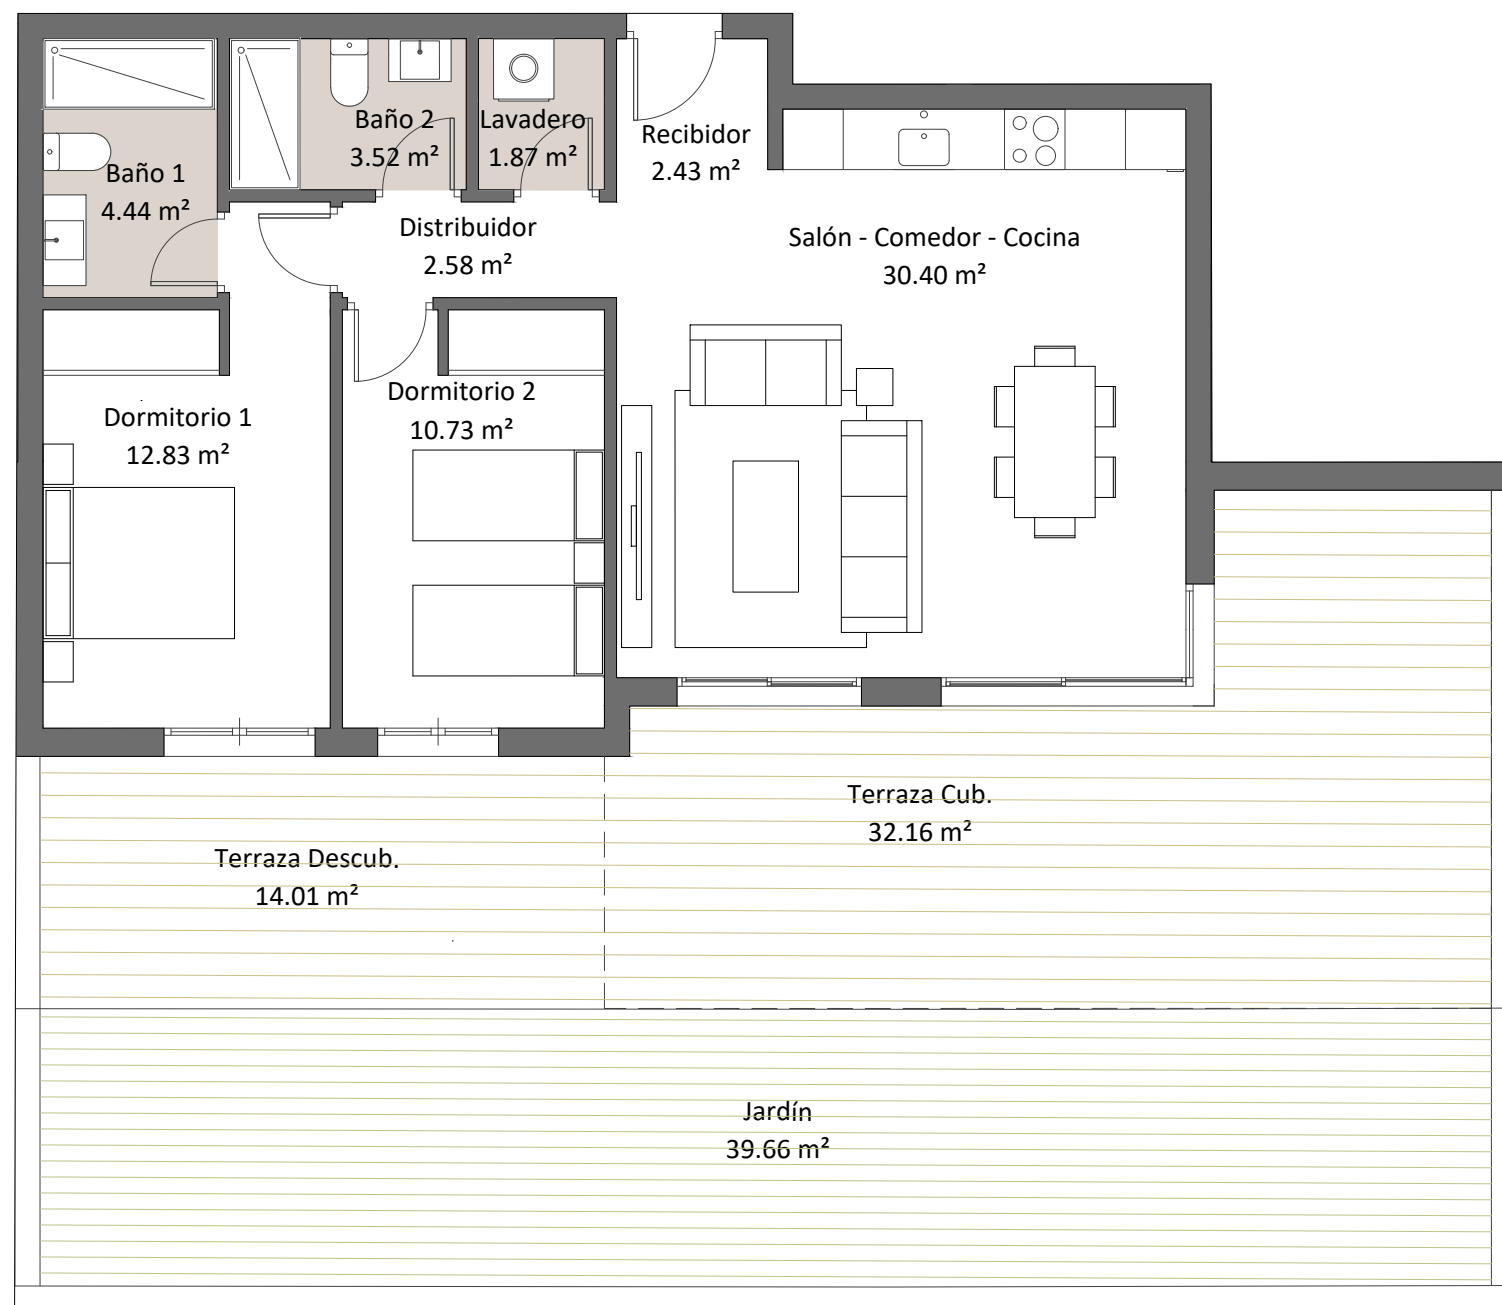 Baño 1
4.44 m²
Baño 2
3.52 m²
Lavadero
1.87 m²
Recibidor
2.43 m²
Distribuidor
2.58 m²
Salón - Comedor - Cocina
30.40 m²
Dormitorio 1
12.83 m²
Dormitorio 2
10.73 m²
Terraza Cub.
32.16 m²
Terraza Descub.
14.01 m²
Jardín
39.66 m²